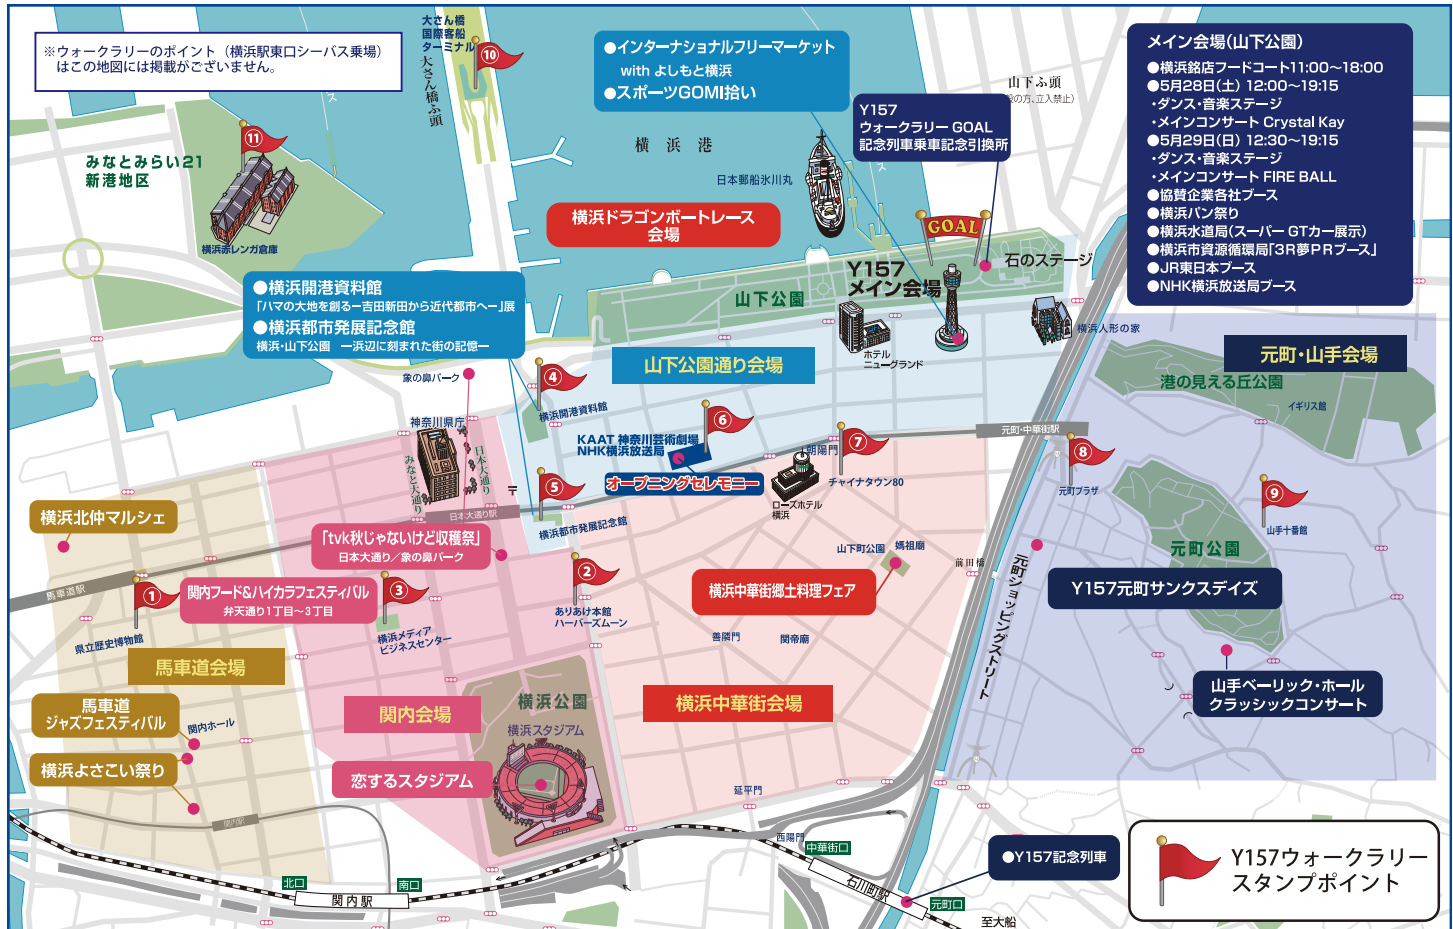 ※ウォークラリーのポイント（横浜駅東口シーバス乗場）
はこの地図には掲載がございません。
大さん橋
国際客船
ターミナル
大さん橋ふ頭
⑩
●インターナショナルフリーマーケット
with よしもと横浜
●スポーツGOMI拾い
山下ふ頭
Y157
ウォークラリー GOAL
記念列車乗車記念引換所
メイン会場(山下公園)
●横浜銘店フードコート11:00〜18:00
●5月28日(土) 12:00〜19:15
・ダンス・音楽ステージ
・メインコンサート Crystal Kay
●5月29日(日) 12:30〜19:15
・ダンス・音楽ステージ
・メインコンサート FIRE BALL
●協賛企業各社ブース
●横浜パン祭り
●横浜水道局(スーパー GTカー展示)
●横浜市資源循環局「3R夢PRブース」
●JR東日本ブース
●NHK横浜放送局ブース
⑪
みなとみらい21
新港地区
横浜赤レンガ倉庫
横浜港
日本郵船氷川丸
横浜ドラゴンボートレース
会場
GOAL
石のステージ
Y157
メイン会場
山下公園
●横浜開港資料館
「ハマの大地を創るー吉田新田から近代都市へー」展
●横浜都市発展記念館
横浜・山下公園　―浜辺に刻まれた街の記憶―
ホテル
ニューグランド
横浜人形の家
山下公園通り会場
元町・山手会場
港の見える丘公園
イギリス館
象の鼻パーク
④
横浜開港資料館
神奈川県庁
日本大通り
みなと大通り
KAAT 神奈川芸術劇場
NHK横浜放送局
オープニングセレモニー
⑥
⑦
朝陽門
チャイナタウン80
元町・中華街駅
⑧
元町プラザ
⑨
山手十番館
ローズホテル
横浜
⑤
〒
日本大通り駅
横浜都市発展記念館
横浜北仲マルシェ
「tvk秋じゃないけど収穫祭」
日本大通り／象の鼻パーク
山下町公園
媽祖廟
前田橋
元町公園
元町ショッピングストリート
馬車道駅
①
県立歴史博物館
関内フード&ハイカラフェスティバル
弁天通り1丁目〜3丁目
③
横浜メディア
ビジネスセンター
②
ありあけ本館
ハーバーズムーン
横浜中華街郷土料理フェア
善隣門
関帝廟
Y157元町サンクスデイズ
馬車道会場
山手ベーリック・ホール
クラッシックコンサート
馬車道
ジャズフェスティバル
関内ホール
関内会場
横浜公園
横浜スタジアム
横浜中華街会場
横浜よさこい祭り
恋するスタジアム
延平門
関内駅
西陽門
中華街口
石川町駅
元町口
●Y157記念列車
至大船
北口
関内駅
南口
Y157ウォークラリー
スタンプポイント